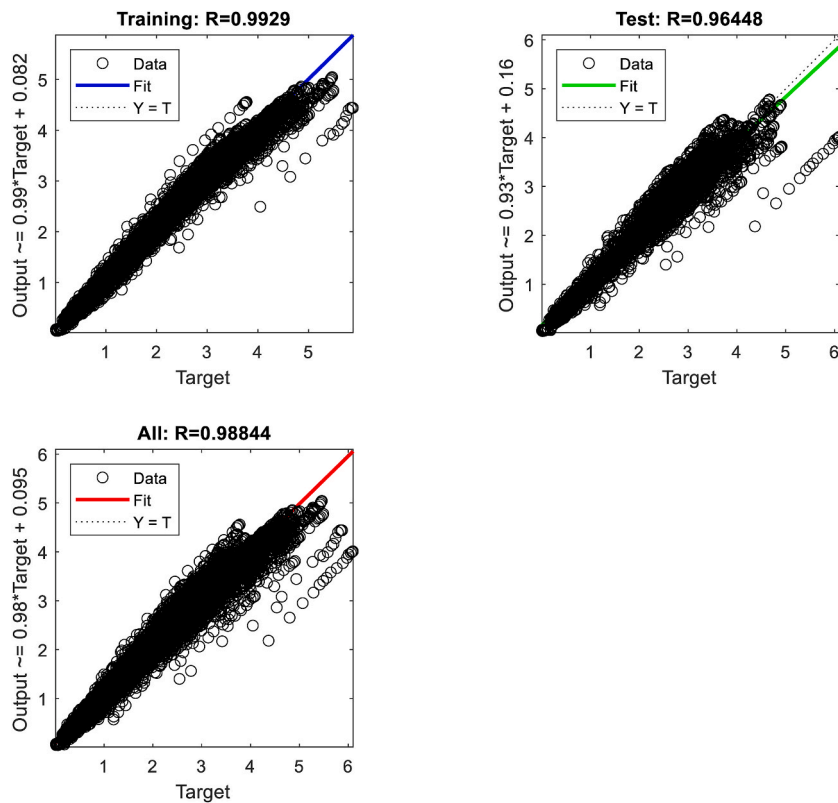 Training: R=0.9929
Output ~= 0.99*Target + 0.082
Data
Fit
Y = T
5
4
3
2
1
1 2 3 4 5
Target
Test: R=0.96448
Output ~= 0.93*Target + 0.16
Data
Fit
Y = T
6
5
4
3
2
1
1 2 3 4 5 6
Target
All: R=0.98844
Output ~= 0.98*Target + 0.095
Data
Fit
Y = T
6
5
4
3
2
1
1 2 3 4 5 6
Target